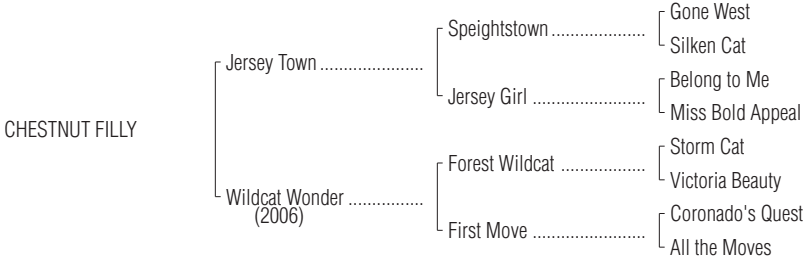 Gone West
Speightstown ....................
Silken Cat
Jersey Town ......................
Belong to Me
Jersey Girl ........................
Miss Bold Appeal
CHESTNUT FILLY
Storm Cat
Forest Wildcat ..................
Victoria Beauty
Wildcat Wonder ................
(2006)
Coronado's Quest
First Move ........................
All the Moves